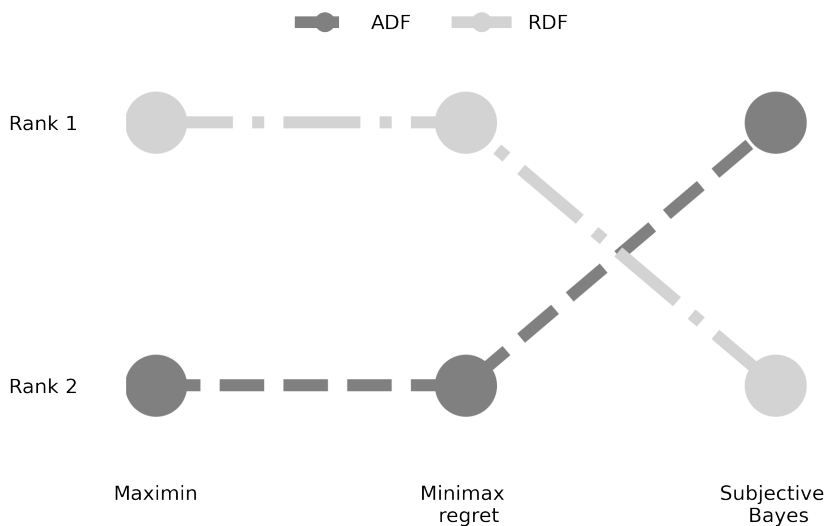 ADF RDF
Rank 1
Rank 2
Maximin
Minimax
regret
Subjective
Bayes